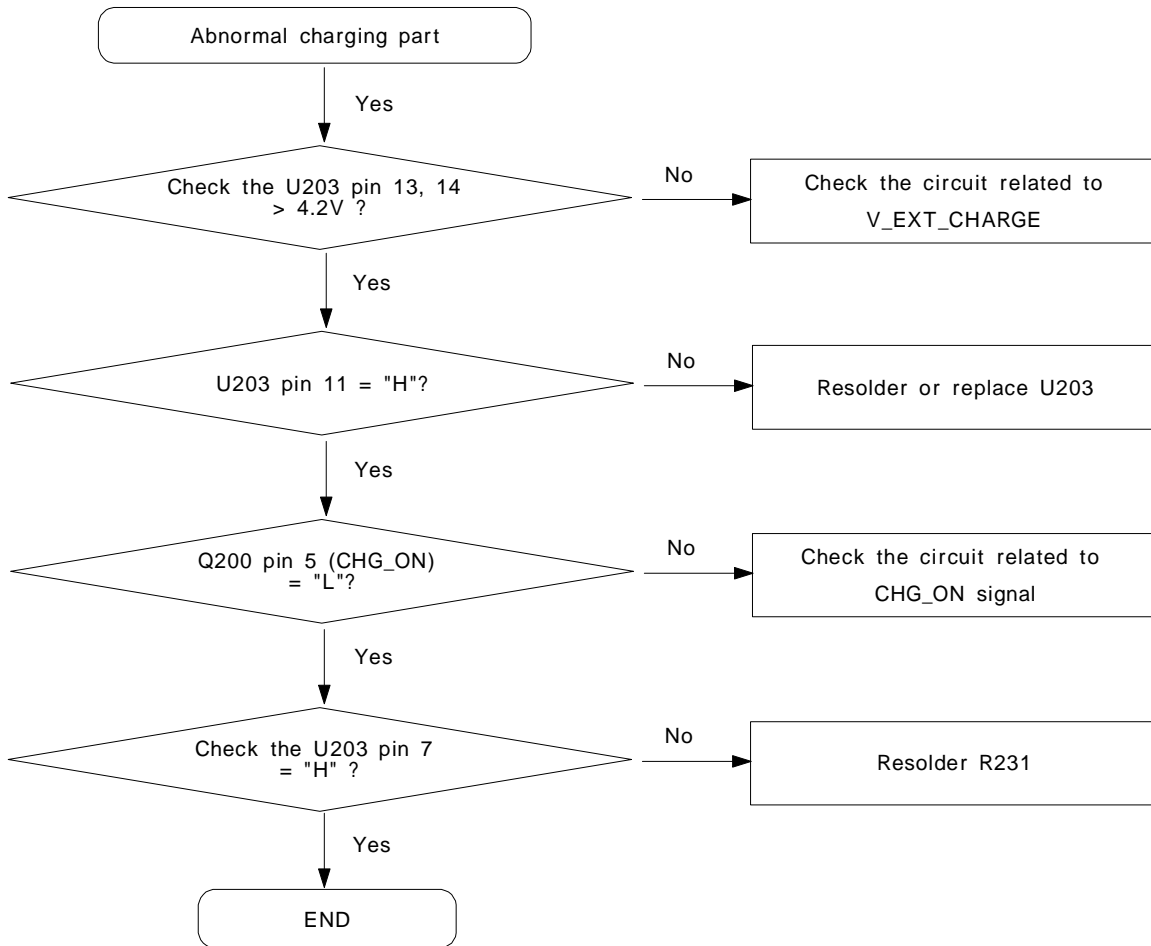 Abnormal charging part
Yes
Check the U203 pin 13, 14
> 4.2V ?
No
Check the circuit related to
V_EXT_CHARGE
Yes
U203 pin 11 = "H"?
No
Resolder or replace U203
Yes
Q200 pin 5 (CHG_ON)
= "L"?
No
Check the circuit related to
CHG_ON signal
Yes
Check the U203 pin 7
= "H" ?
No
Resolder R231
Yes
END